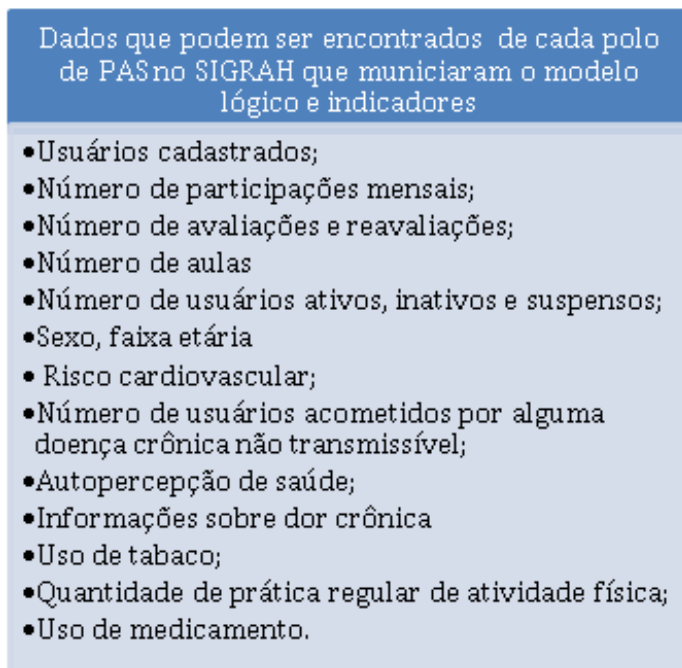 Dados que podem ser encontrados de cada polo
de PAS no SIGRAH que municiaram o modelo
lógico e indicadores
•Usuários cadastrados;
•Número de participações mensais;
•Número de avaliações e reavaliações;
•Número de aulas
•Número de usuários ativos, inativos e suspensos;
•Sexo, faixa etária
• Risco cardiovascular;
•Número de usuários acometidos por alguma
doença crônica não transmissível;
•Autopercepção de saúde;
•Informações sobre dor crônica
•Uso de tabaco;
•Quantidade de prática regular de atividade física;
•Uso de medicamento.